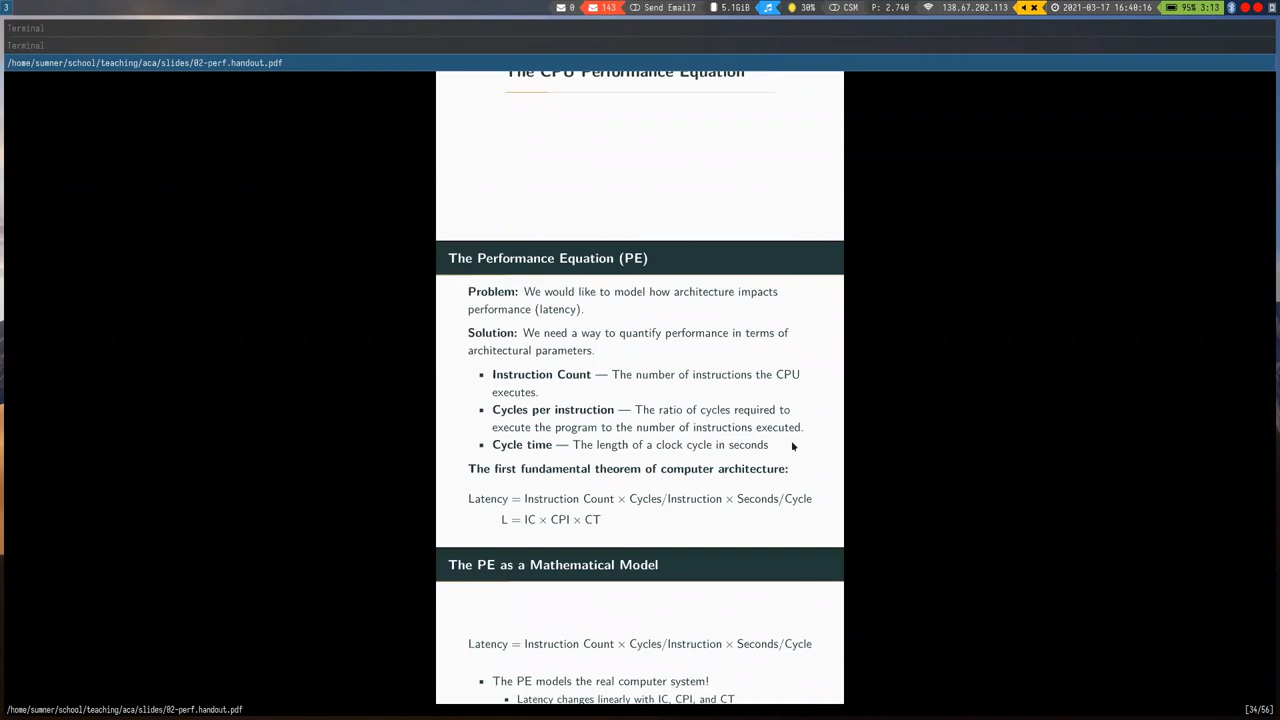 3 0 143 Send Email? 5.1GiB 30% CSM P: 2.740 138.67.202.113 2021-03-17 16:40:16 95% 3:13
Terminal
Terminal
/home/sumner/school/teaching/aca/slides/02-perf.handout.pdf
The CPU Performance Equation
The Performance Equation (PE)
Problem: We would like to model how architecture impacts
performance (latency).
Solution: We need a way to quantify performance in terms of
architectural parameters.
▪ Instruction Count — The number of instructions the CPU
executes.
▪ Cycles per instruction — The ratio of cycles required to
execute the program to the number of instructions executed.
▪ Cycle time — The length of a clock cycle in seconds
The first fundamental theorem of computer architecture:
Latency = Instruction Count × Cycles/Instruction × Seconds/Cycle
L = IC × CPI × CT
The PE as a Mathematical Model
Latency = Instruction Count × Cycles/Instruction × Seconds/Cycle
▪ The PE models the real computer system!
▪ Latency changes linearly with IC, CPI, and CT
/home/sumner/school/teaching/aca/slides/02-perf.handout.pdf [34/56]